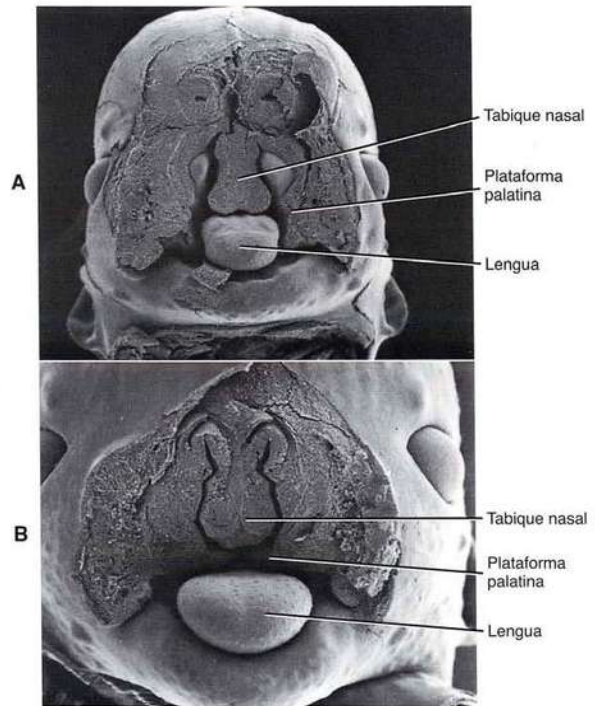 A
Tabique nasal
Plataforma
palatina
Lengua
B
Tabique nasal
Plataforma
palatina
Lengua